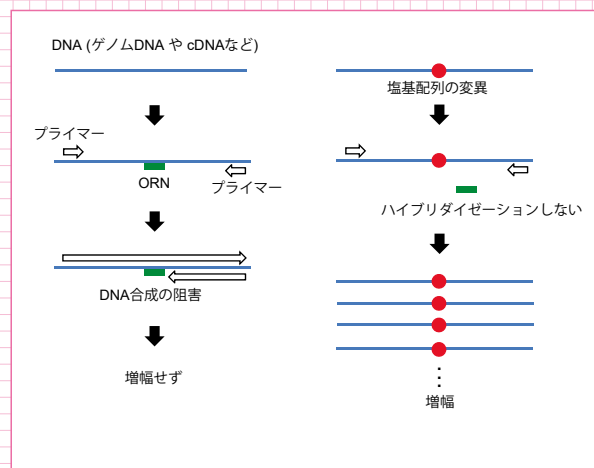 DNA (ゲノムDNA や cDNAなど)
プライマー
ORN
プライマー
DNA合成の阻害
増幅せず
塩基配列の変異
ハイブリダイゼーションしない
増幅